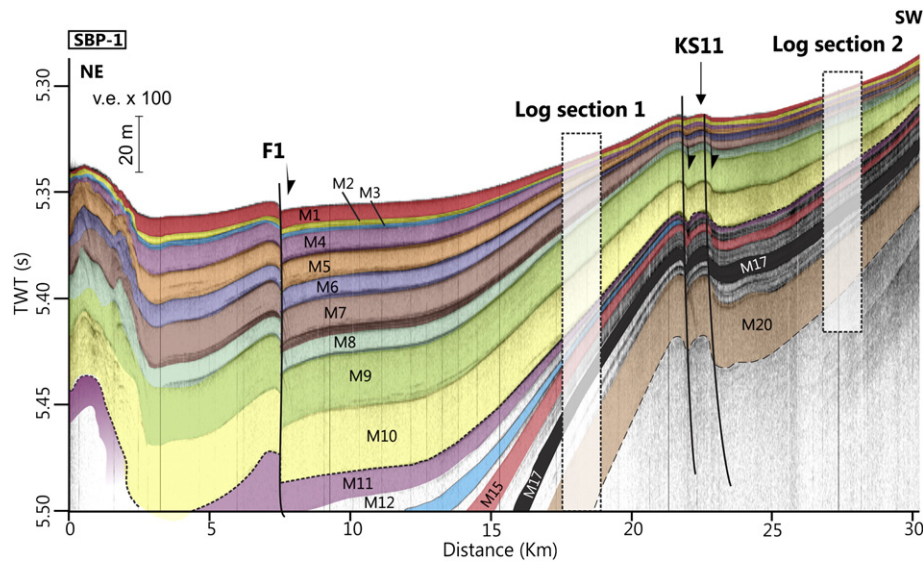 SBP-1
NE
SW
v.e. x 100
20 m
F1
Log section 1
KS11
Log section 2
5.30
5.35
5.40
5.45
5.50
TWT (s)
M1
M2
M3
M4
M5
M6
M7
M8
M9
M10
M11
M12
M15
M17
M17
M20
0
5
10
15
20
25
30
Distance (Km)